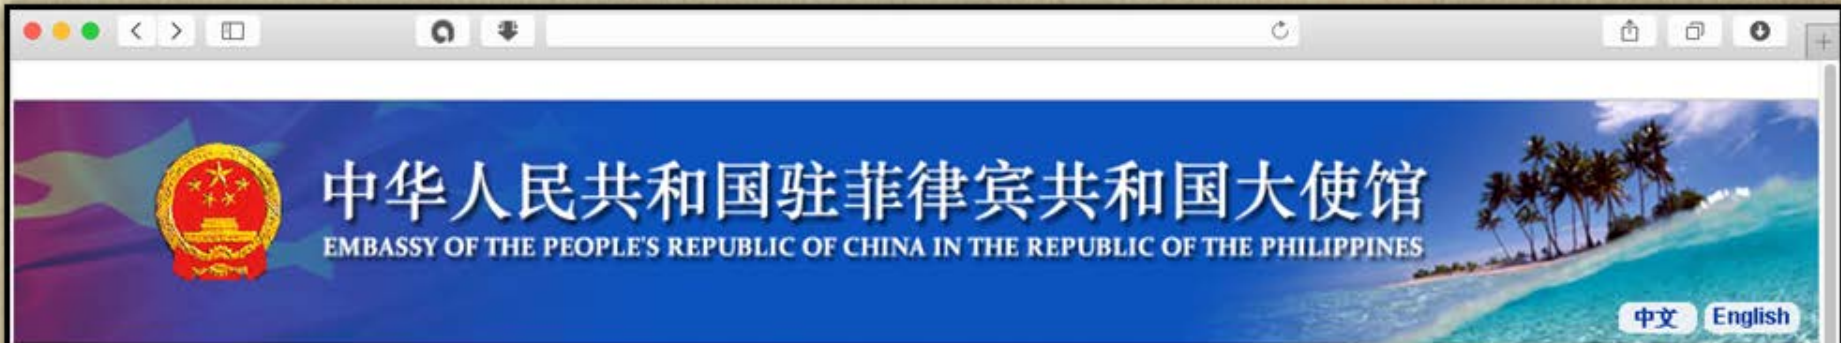 中华人民共和国驻菲律宾共和国大使馆
EMBASSY OF THE PEOPLE'S REPUBLIC OF CHINA IN THE REPUBLIC OF THE PHILIPPINES
中文 English